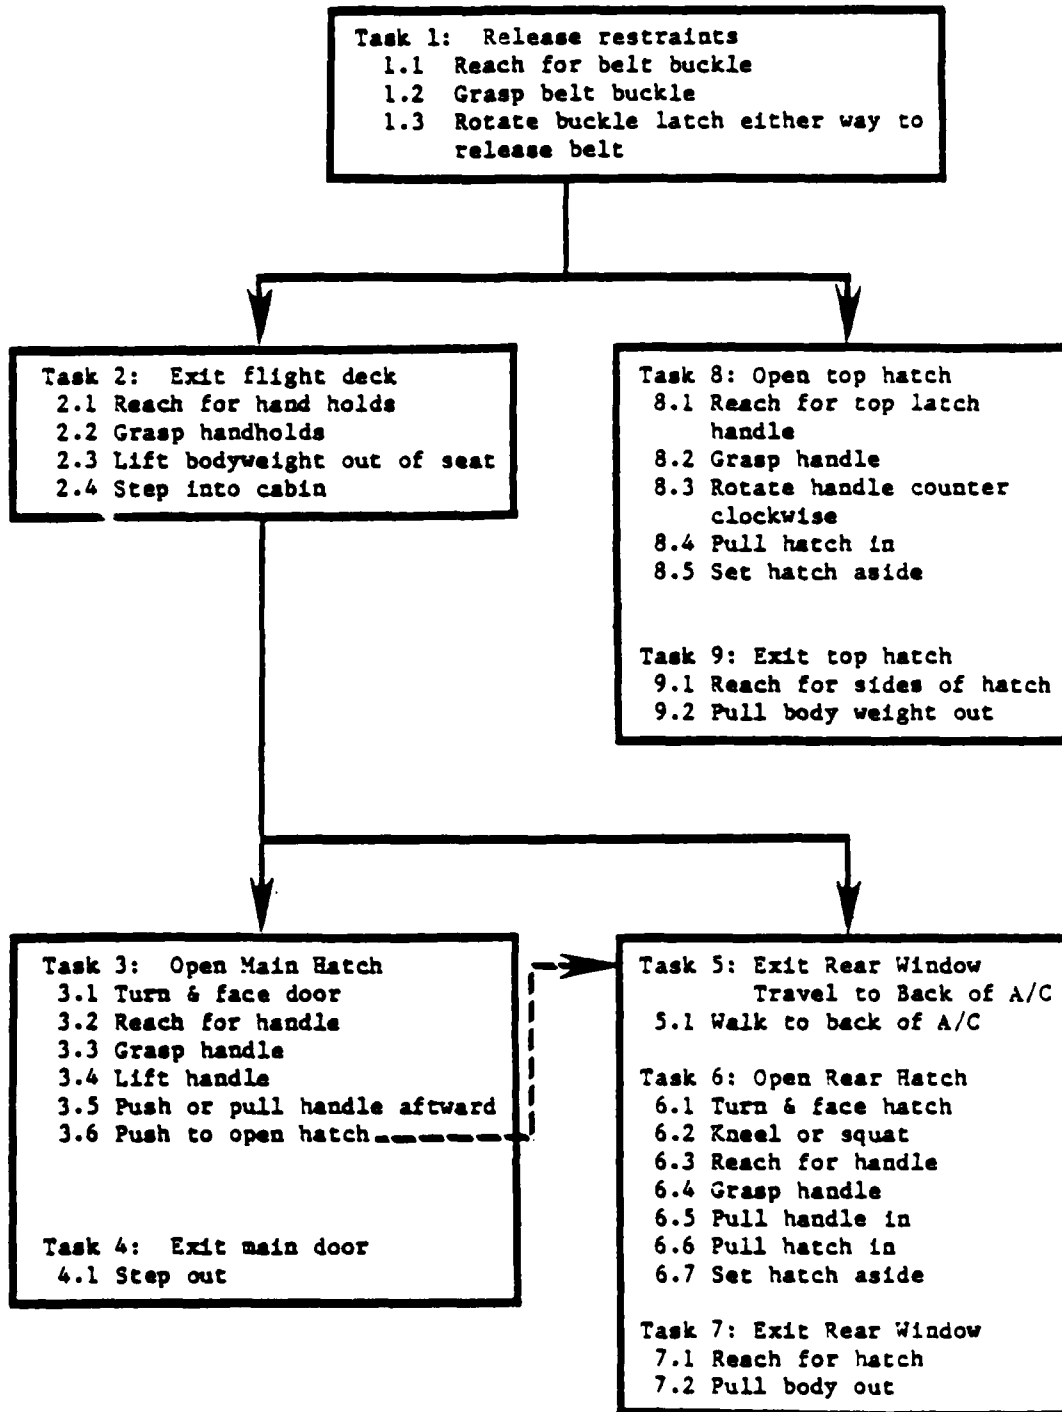 Task 1: Release restraints
1.1 Reach for belt buckle
1.2 Grasp belt buckle
1.3 Rotate buckle latch either way to
release belt
Task 2: Exit flight deck
2.1 Reach for hand holds
2.2 Grasp handholds
2.3 Lift bodyweight out of seat
2.4 Step into cabin
Task 8: Open top hatch
8.1 Reach for top latch
handle
8.2 Grasp handle
8.3 Rotate handle counter
clockwise
8.4 Pull hatch in
8.5 Set hatch aside
Task 9: Exit top hatch
9.1 Reach for sides of hatch
9.2 Pull body weight out
Task 3: Open Main Hatch
3.1 Turn & face door
3.2 Reach for handle
3.3 Grasp handle
3.4 Lift handle
3.5 Push or pull handle aftward
3.6 Push to open hatch
Task 4: Exit main door
4.1 Step out
Task 5: Exit Rear Window
Travel to Back of A/C
5.1 Walk to back of A/C
Task 6: Open Rear Hatch
6.1 Turn & face hatch
6.2 Kneel or squat
6.3 Reach for handle
6.4 Grasp handle
6.5 Pull handle in
6.6 Pull hatch in
6.7 Set hatch aside
Task 7: Exit Rear Window
7.1 Reach for hatch
7.2 Pull body out